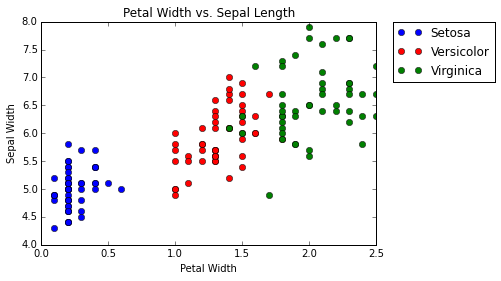 Petal Width vs. Sepal Length
8.0
7.5
7.0
6.5
6.0
5.5
5.0
4.5
4.0
Sepal Width
0.0 0.5 1.0 1.5 2.0 2.5
Petal Width
Setosa
Versicolor
Virginica